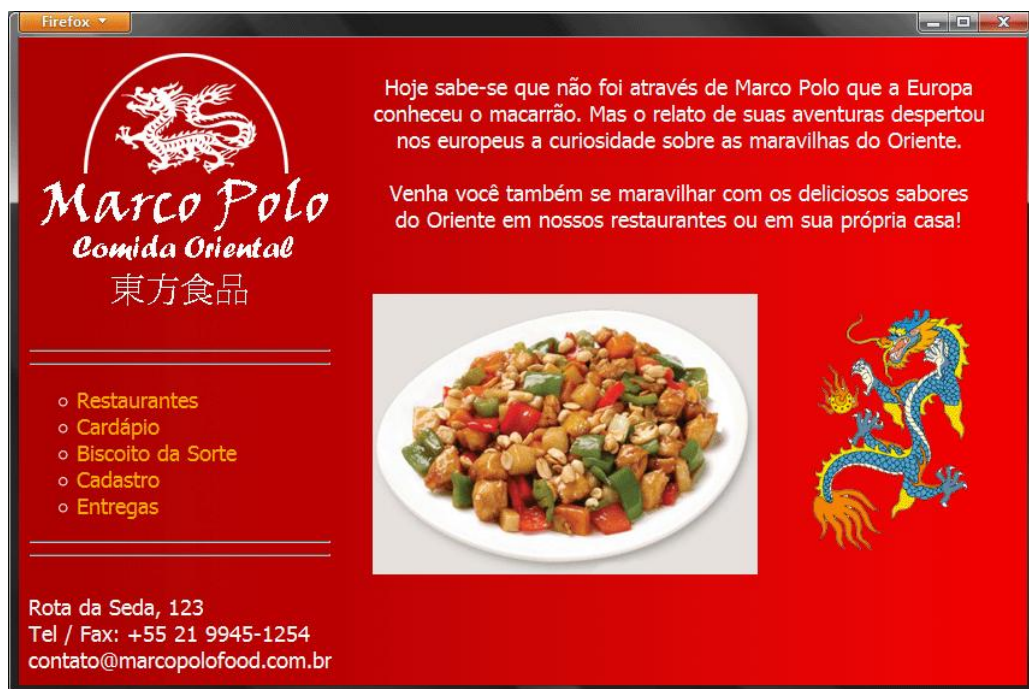 Firefox
Marco Polo
Comida Oriental
東方食品
Restaurantes
Cardápio
Biscoito da Sorte
Cadastro
Entregas
Rota da Seda, 123
Tel / Fax: +55 21 9945-1254
contato@marcopolofood.com.br
Hoje sabe-se que não foi através de Marco Polo que a Europa
conheceu o macarrão. Mas o relato de suas aventuras despertou
nos europeus a curiosidade sobre as maravilhas do Oriente.
Venha você também se maravilhar com os deliciosos sabores
do Oriente em nossos restaurantes ou em sua própria casa!